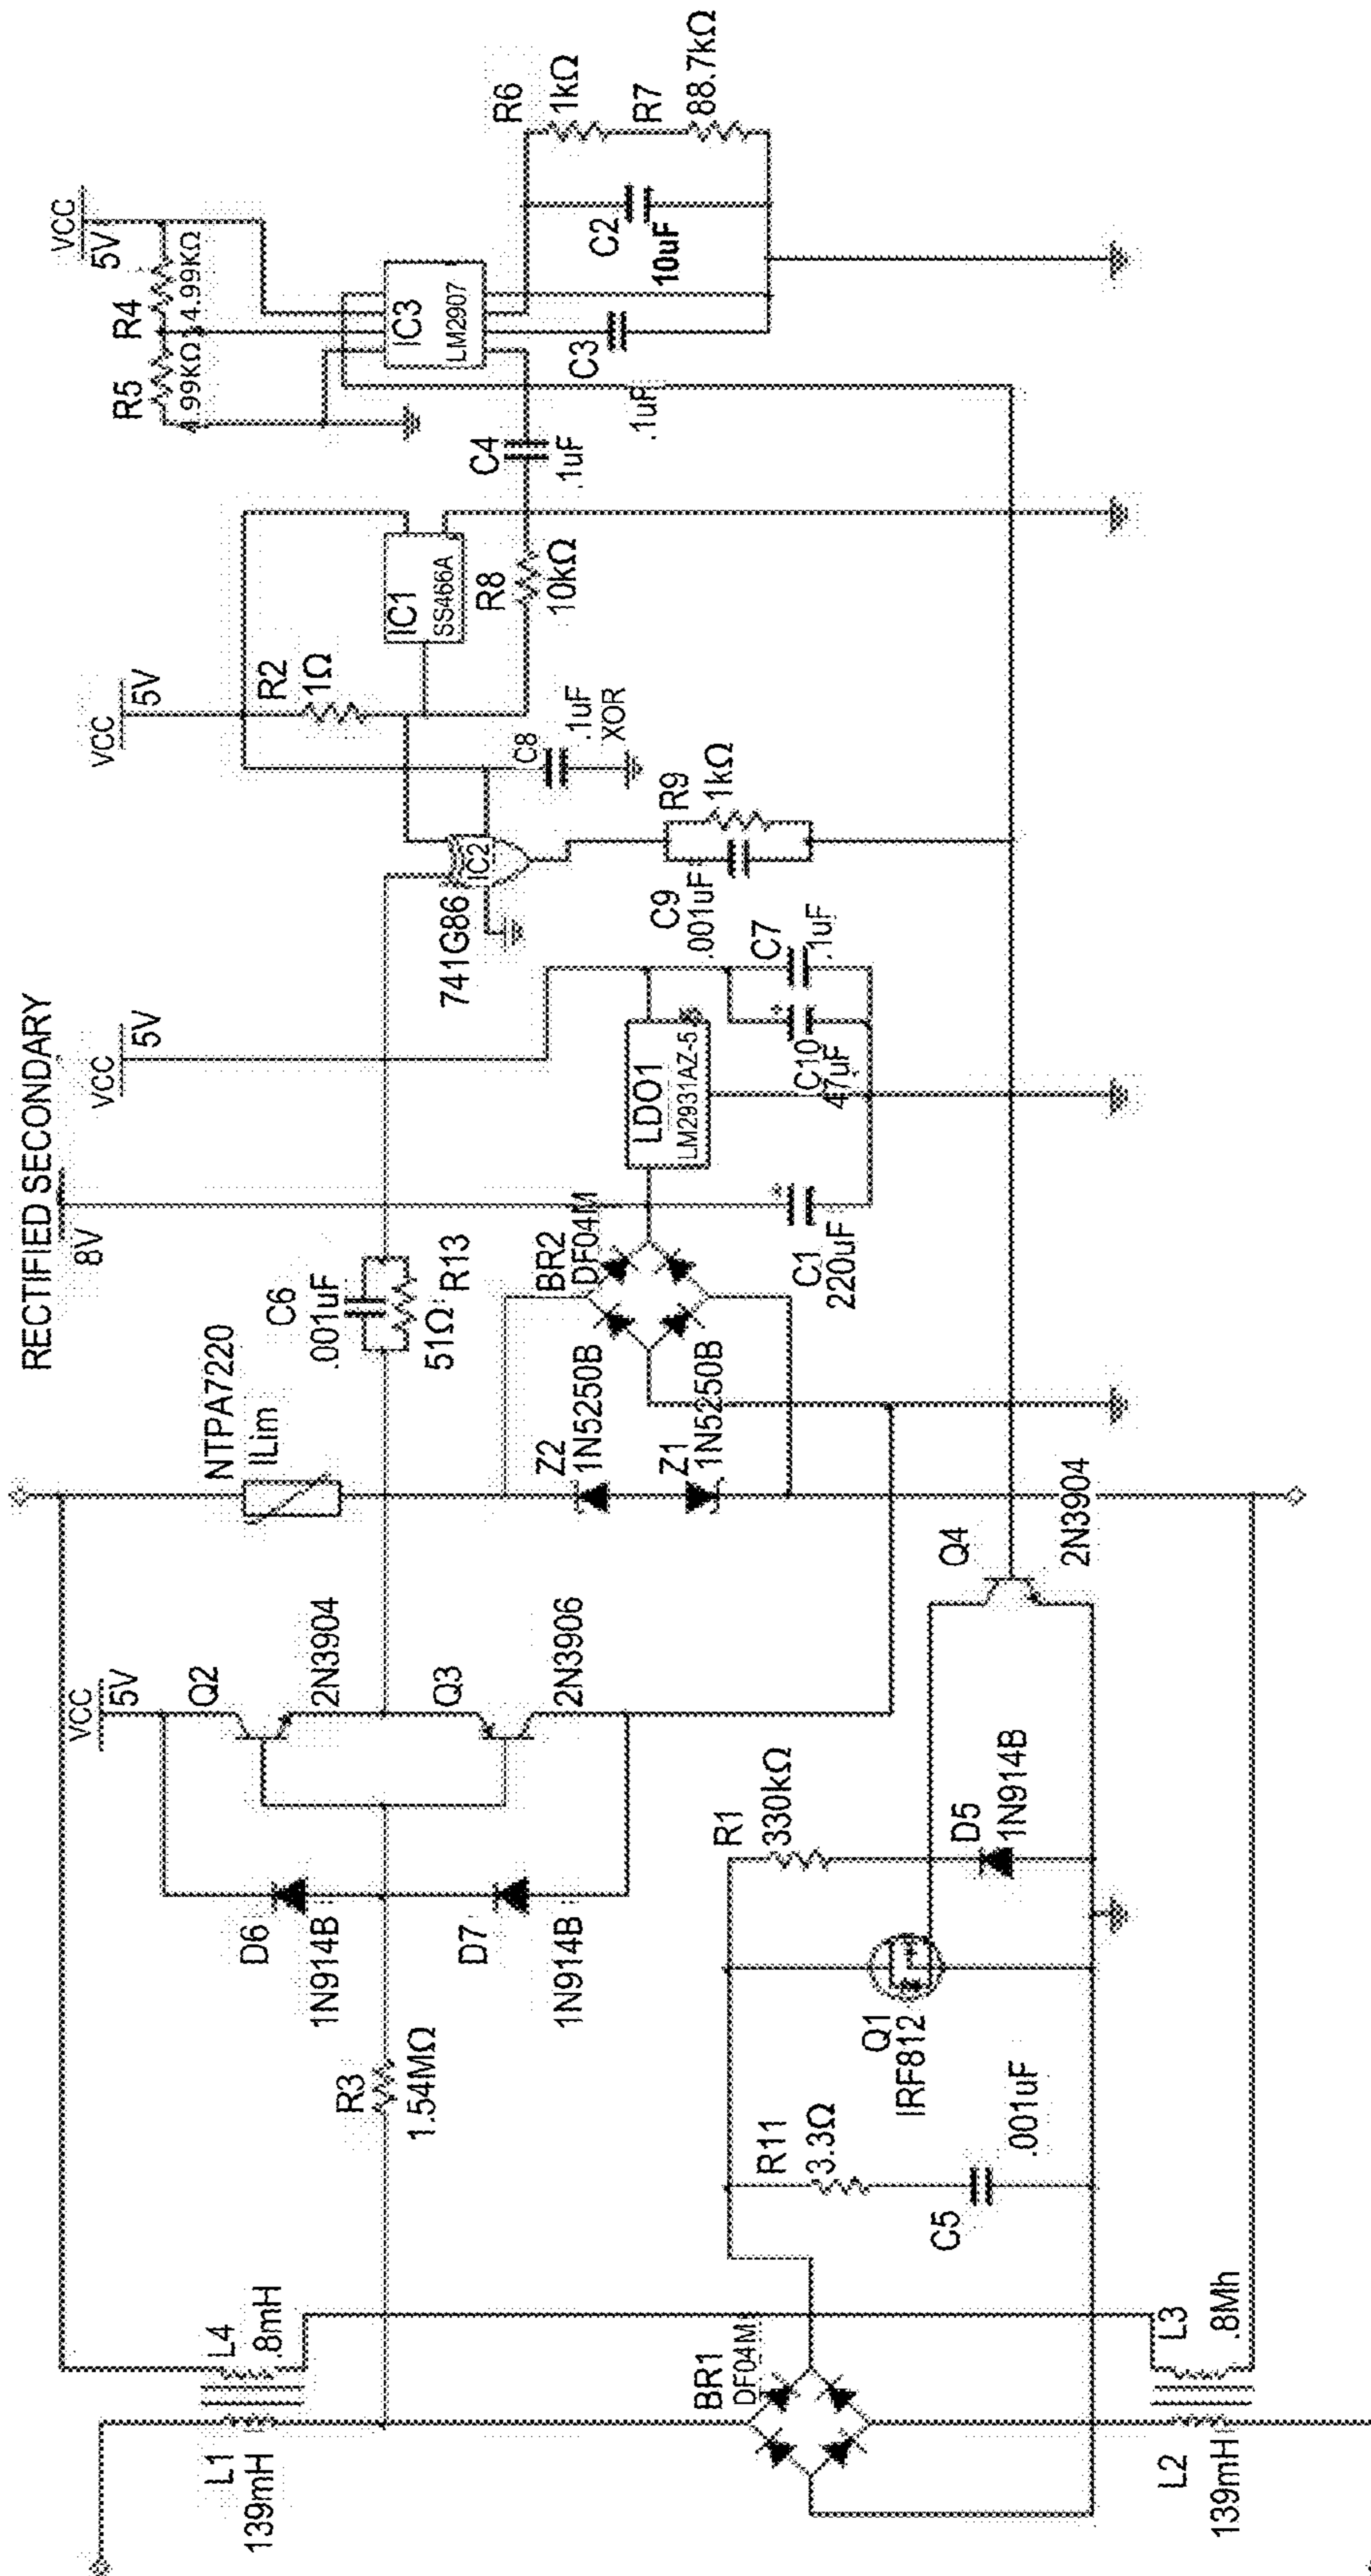 RECTIFIED SECONDARY
8V
VCC
5V
VCC
5V
VCC
5V
VCC
5V
R5
4.99KΩ
R4
4.99KΩ
IC3
LM2907
R6
1kΩ
R7
88.7kΩ
C2
10uF
C3
.1uF
C4
.1uF
IC1
SS466A
R8
10kΩ
R2
1Ω
C8
.1uF
XOR
IC2
741G86
R9
1kΩ
C9
.001uF
C7
.1uF
C10
47uF
LDO1
LM2931AZ-5
C1
220uF
BR2
DF04M
C6
.001uF
R13
51Ω
NTPA7220
ILim
Z2
1N5250B
Z1
1N5250B
Q2
2N3904
Q3
2N3906
Q4
2N3904
D6
1N914B
D7
1N914B
R3
1.54MΩ
R1
330kΩ
D5
1N914B
Q1
IRF812
R11
3.3Ω
C5
.001uF
L4
.8mH
L1
139mH
BR1
DF04M
L3
.8Mh
L2
139mH